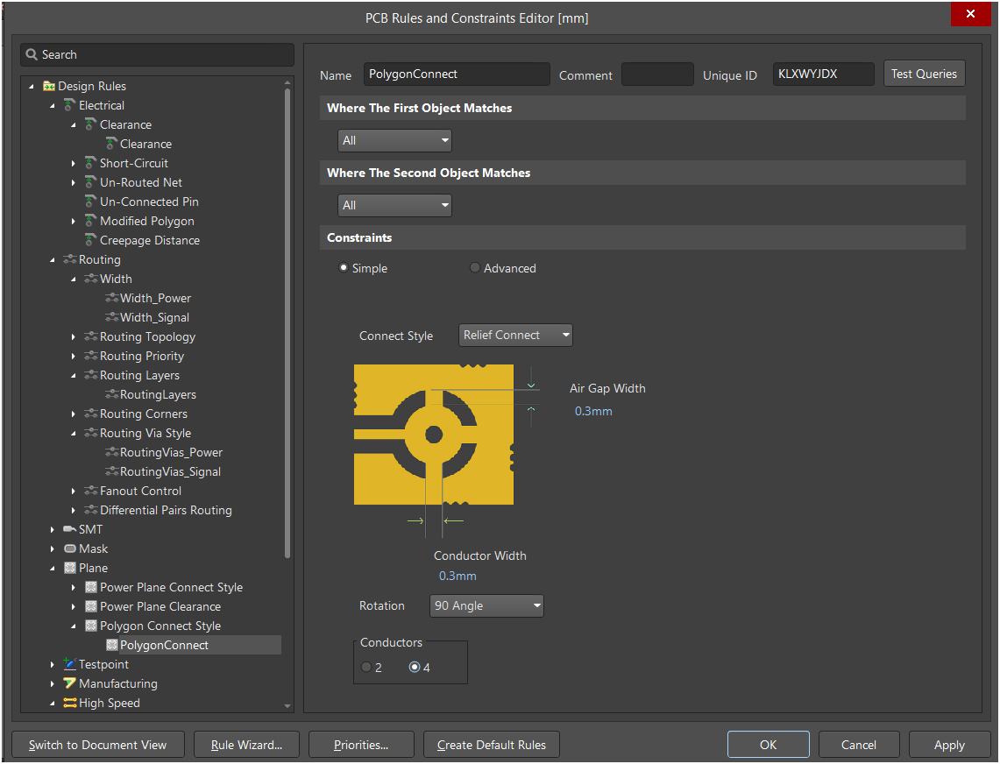 PCB Rules and Constraints Editor [mm]
Search
Design Rules
Electrical
Clearance
Clearance
Short-Circuit
Un-Routed Net
Un-Connected Pin
Modified Polygon
Creepage Distance
Routing
Width
Width_Power
Width_Signal
Routing Topology
Routing Priority
Routing Layers
RoutingLayers
Routing Corners
Routing Via Style
RoutingVias_Power
RoutingVias_Signal
Fanout Control
Differential Pairs Routing
SMT
Mask
Plane
Power Plane Connect Style
Power Plane Clearance
Polygon Connect Style
PolygonConnect
Testpoint
Manufacturing
High Speed
Name PolygonConnect Comment Unique ID KLXWYJDX Test Queries
Where The First Object Matches
All
Where The Second Object Matches
All
Constraints
Simple Advanced
Connect Style Relief Connect
Air Gap Width
0.3mm
Conductor Width
0.3mm
Rotation 90 Angle
Conductors
2 4
Switch to Document View Rule Wizard... Priorities... Create Default Rules OK Cancel Apply